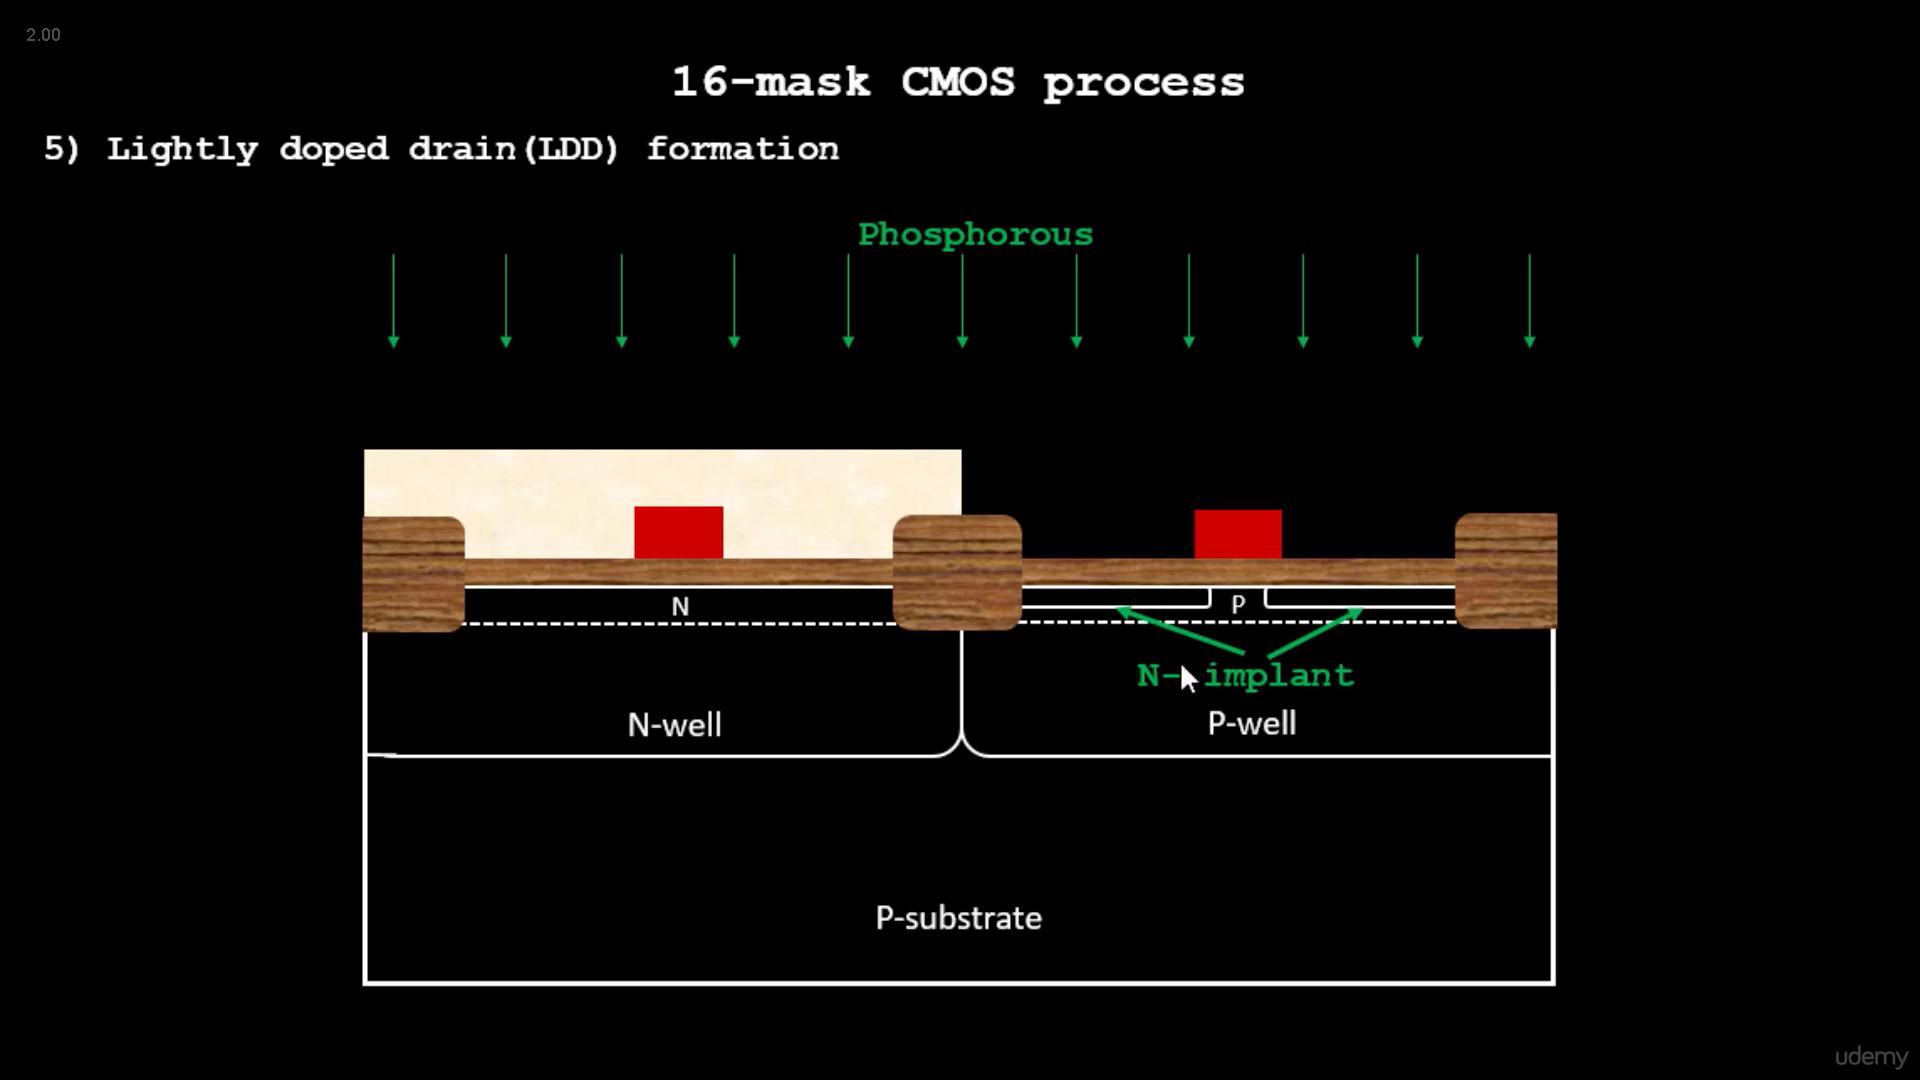 2.00
16-mask CMOS process
5) Lightly doped drain(LDD) formation
Phosphorous
N
P
N- implant
N-well
P-well
P-substrate
udemy